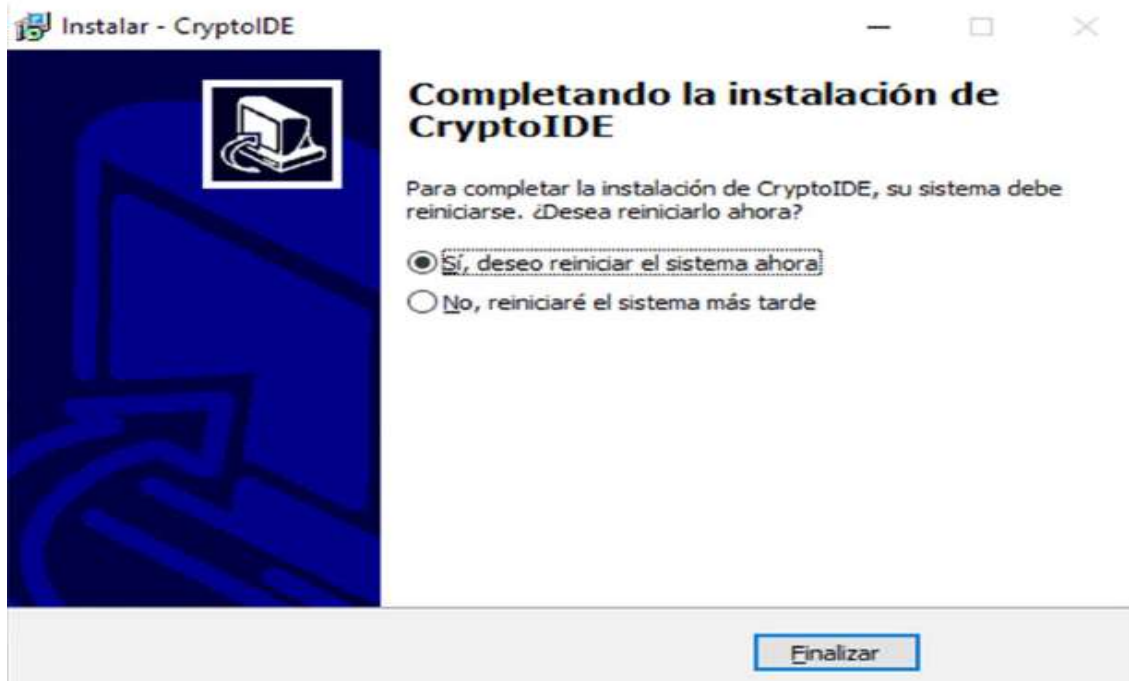 Instalar - CryptoIDE
Completando la instalación de
CryptoIDE
Para completar la instalación de CryptoIDE, su sistema debe
reiniciarse. ¿Desea reiniciarlo ahora?
Sí, deseo reiniciar el sistema ahora
No, reiniciaré el sistema más tarde
Finalizar